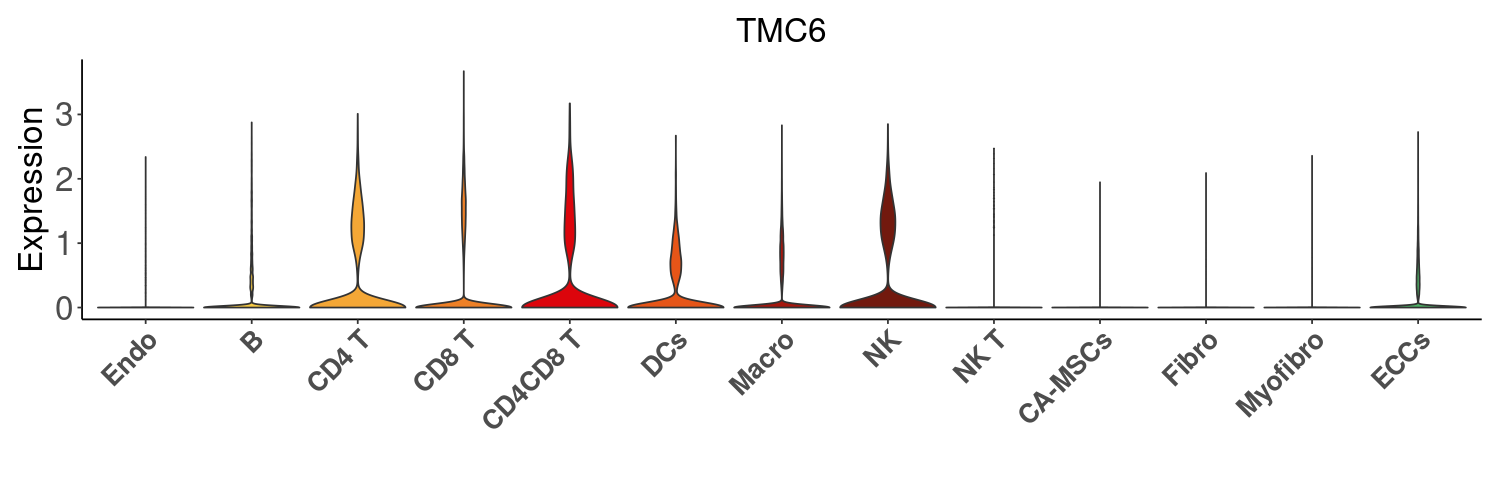 TMC6
Expression
3
2
1
0
Endo
B
CD4 T
CD8 T
CD4CD8 T
DCs
Macro
NK
NK T
CA-MSCs
Fibro
Myofibro
ECCs